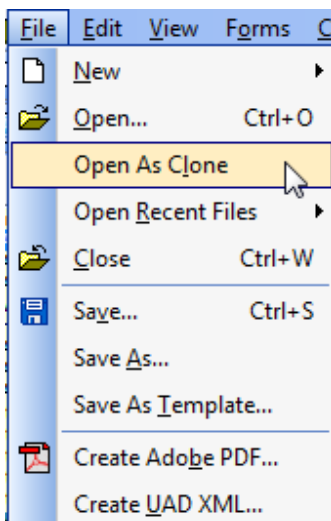 File Edit View Forms C
New
Open... Ctrl+O
Open As Clone
Open Recent Files
Close Ctrl+W
Save... Ctrl+S
Save As...
Save As Template...
Create Adobe PDF...
Create UAD XML...